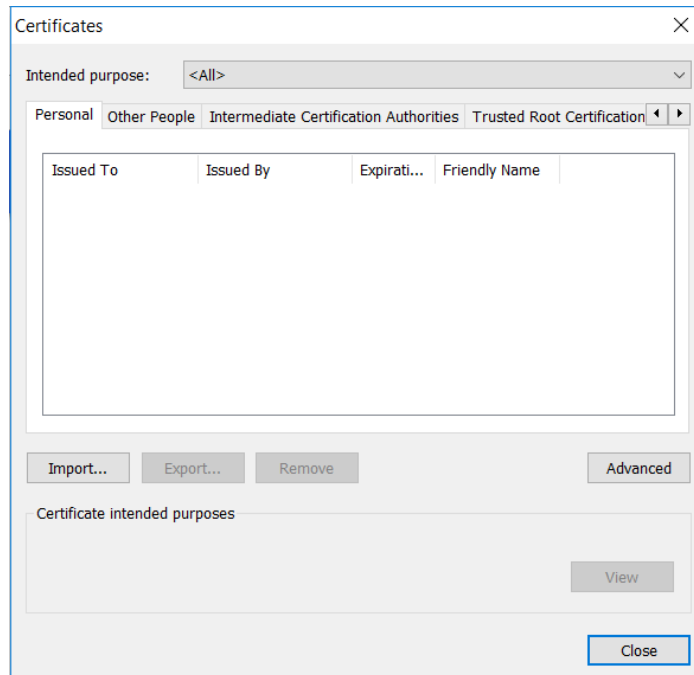 Certificates
Intended purpose: <All>
Personal Other People Intermediate Certification Authorities Trusted Root Certification
Issued To Issued By Expirati... Friendly Name
Import... Export... Remove Advanced
Certificate intended purposes
View
Close